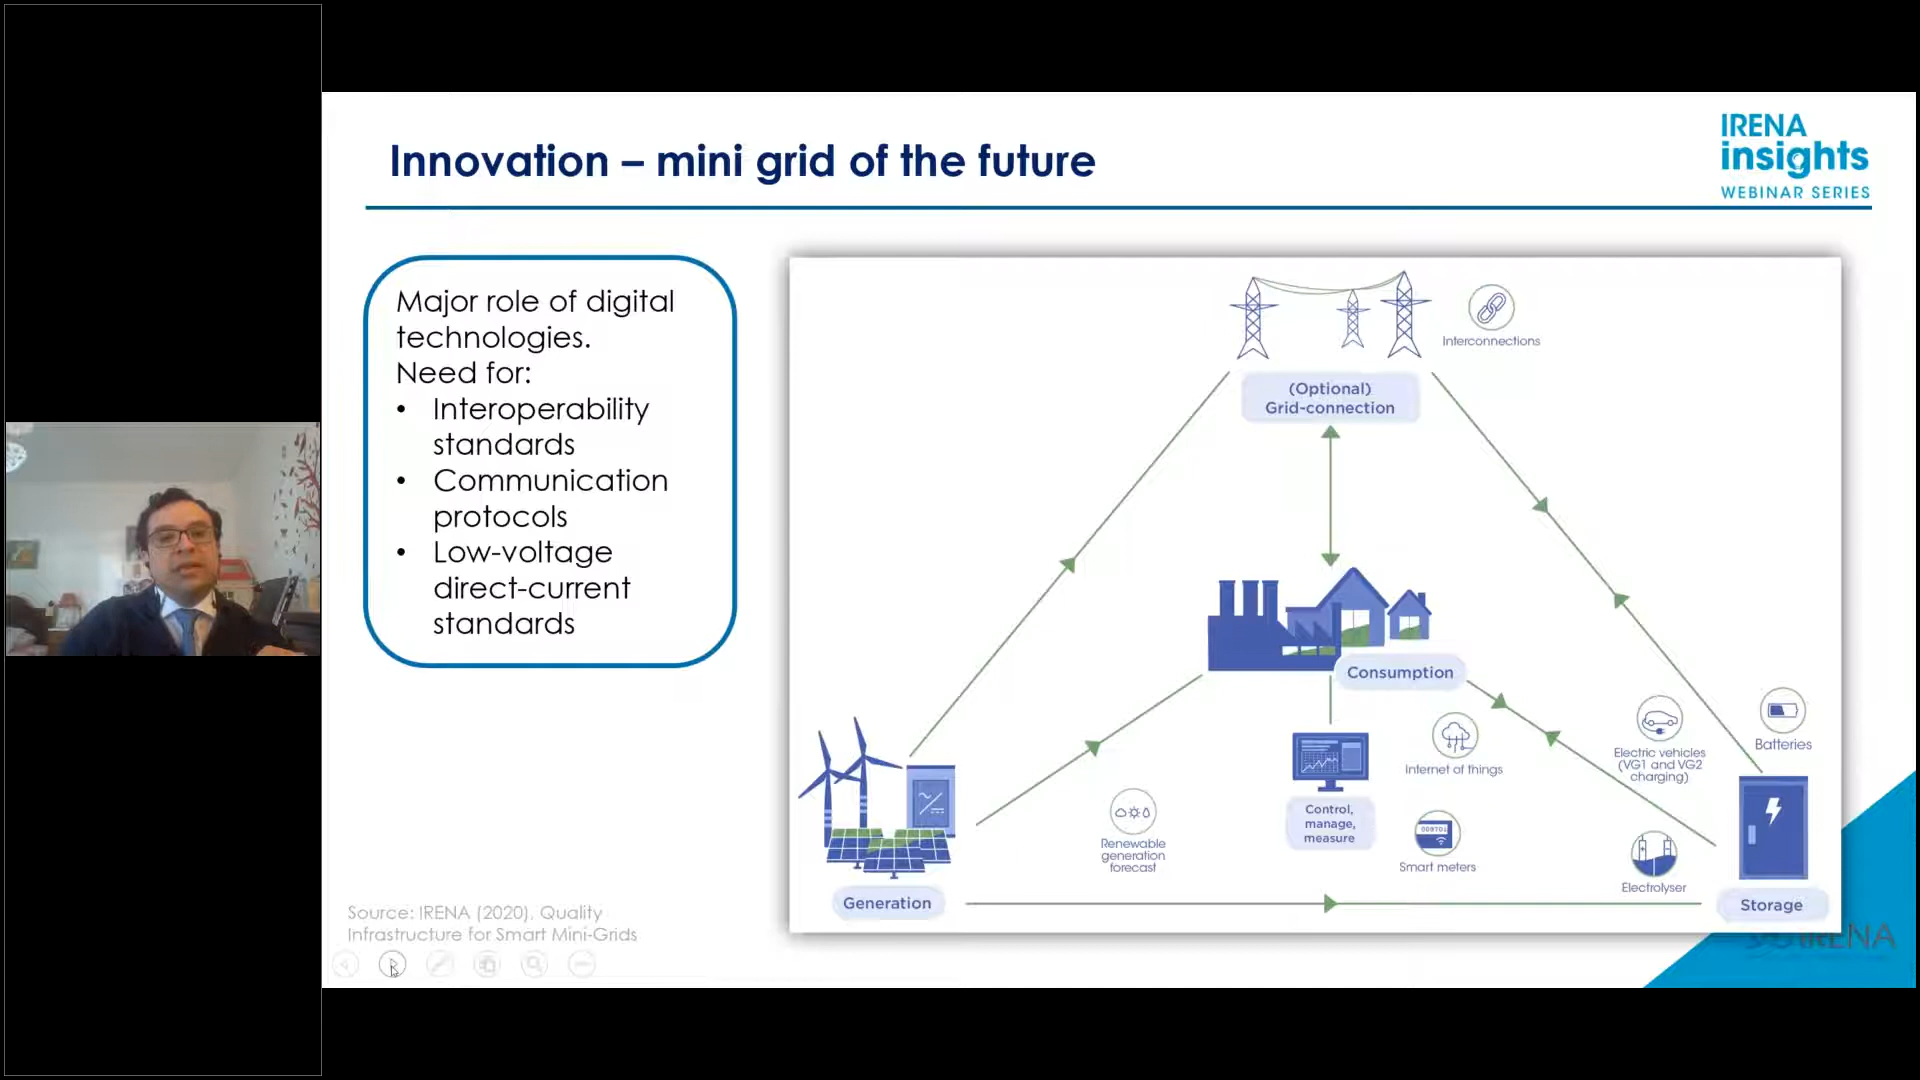 Innovation – mini grid of the future
IRENA
insights
WEBINAR SERIES
Major role of digital
technologies.
Need for:
• Interoperability
standards
• Communication
protocols
• Low-voltage
direct-current
standards
Interconnections
(Optional)
Grid-connection
Consumption
Control,
manage,
measure
Internet of things
Smart meters
Renewable
generation
forecast
Electric vehicles
(VG1 and VG2
charging)
Batteries
Electrolyser
Generation
Storage
Source: IRENA (2020), Quality
Infrastructure for Smart Mini-Grids
IRENA